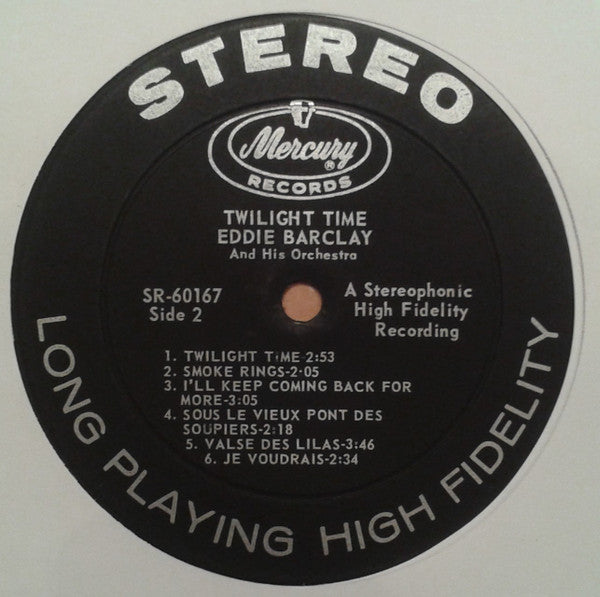 STEREO
Mercury®
RECORDS
TWILIGHT TIME
EDDIE BARCLAY
And His Orchestra
SR-60167
Side 2
A Stereophonic
High Fidelity
Recording
1. TWILIGHT TIME-2:53
2. SMOKE RINGS-2:05
3. I'LL KEEP COMING BACK FOR
MORE-3:05
4. SOUS LE VIEUX PONT DES
SOUPIERS-2:18
5. VALSE DES LILAS-3:46
6. JE VOUDRAIS-2:34
LONG PLAYING HIGH FIDELITY